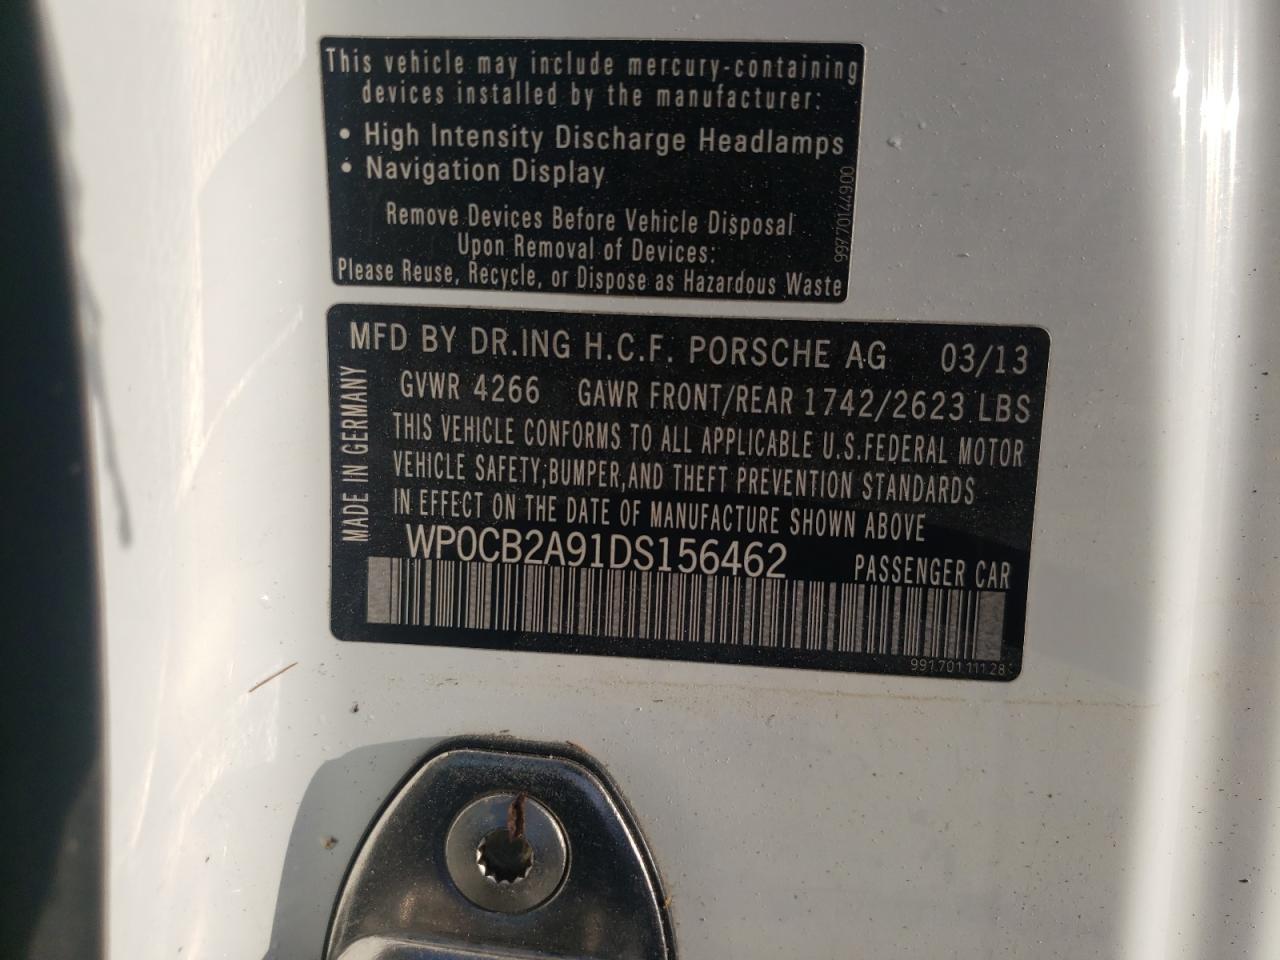 This vehicle may include mercury-containing
devices installed by the manufacturer:
• High Intensity Discharge Headlamps
• Navigation Display
Remove Devices Before Vehicle Disposal
Upon Removal of Devices:
Please Reuse, Recycle, or Dispose as Hazardous Waste
997.701.449.00
MFD BY DR.ING H.C.F. PORSCHE AG 03/13
GVWR 4266 GAWR FRONT/REAR 1742/2623 LBS
THIS VEHICLE CONFORMS TO ALL APPLICABLE U.S.FEDERAL MOTOR
VEHICLE SAFETY,BUMPER,AND THEFT PREVENTION STANDARDS
IN EFFECT ON THE DATE OF MANUFACTURE SHOWN ABOVE
WP0CB2A91DS156462 PASSENGER CAR
MADE IN GERMANY